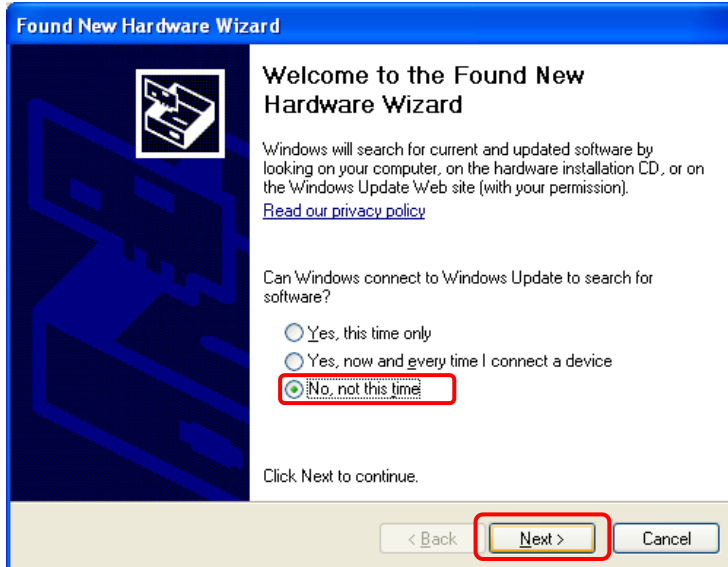 Found New Hardware Wizard
Welcome to the Found New
Hardware Wizard
Windows will search for current and updated software by
looking on your computer, on the hardware installation CD, or on
the Windows Update Web site (with your permission).
Read our privacy policy
Can Windows connect to Windows Update to search for
software?
Yes, this time only
Yes, now and every time I connect a device
No, not this time
Click Next to continue.
< Back Next > Cancel